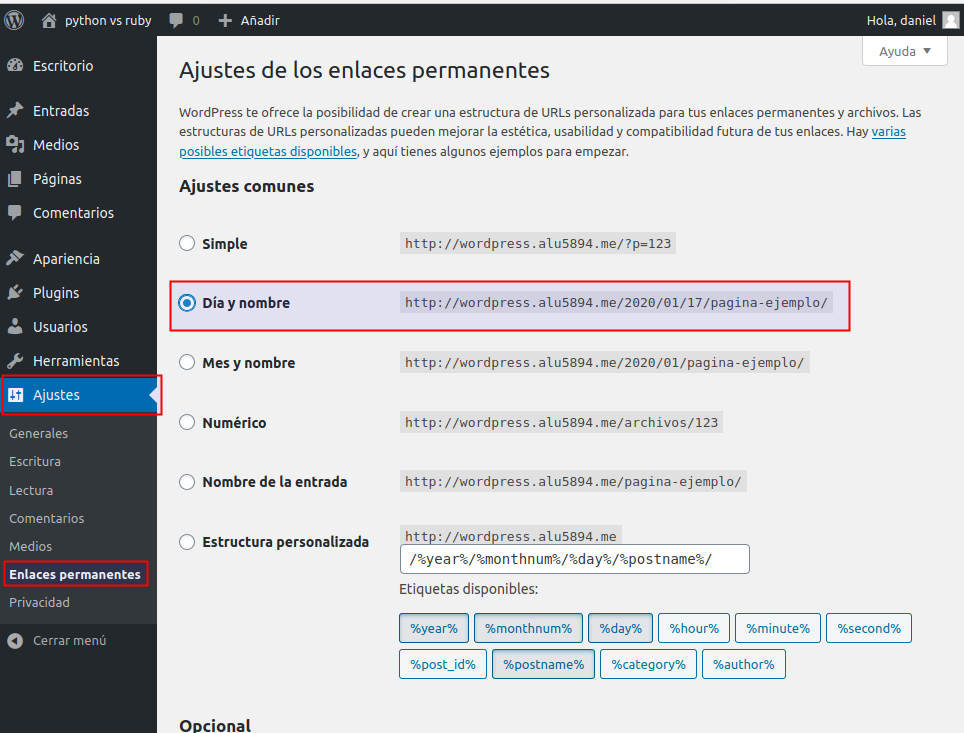 python vs ruby 0 Añadir Hola, daniel
Ayuda
Escritorio
Entradas
Medios
Páginas
Comentarios
Apariencia
Plugins
Usuarios
Herramientas
Ajustes
Generales
Escritura
Lectura
Comentarios
Medios
Enlaces permanentes
Privacidad
Cerrar menú
Ajustes de los enlaces permanentes
WordPress te ofrece la posibilidad de crear una estructura de URLs personalizada para tus enlaces permanentes y archivos. Las
estructuras de URLs personalizadas pueden mejorar la estética, usabilidad y compatibilidad futura de tus enlaces. Hay varias
posibles etiquetas disponibles, y aquí tienes algunos ejemplos para empezar.
Ajustes comunes
Simple http://wordpress.alu5894.me/?p=123
Día y nombre http://wordpress.alu5894.me/2020/01/17/pagina-ejemplo/
Mes y nombre http://wordpress.alu5894.me/2020/01/pagina-ejemplo/
Numérico http://wordpress.alu5894.me/archivos/123
Nombre de la entrada http://wordpress.alu5894.me/pagina-ejemplo/
Estructura personalizada http://wordpress.alu5894.me
/%year%/%monthnum%/%day%/%postname%/
Etiquetas disponibles:
%year% %monthnum% %day% %hour% %minute% %second%
%post_id% %postname% %category% %author%
Opcional